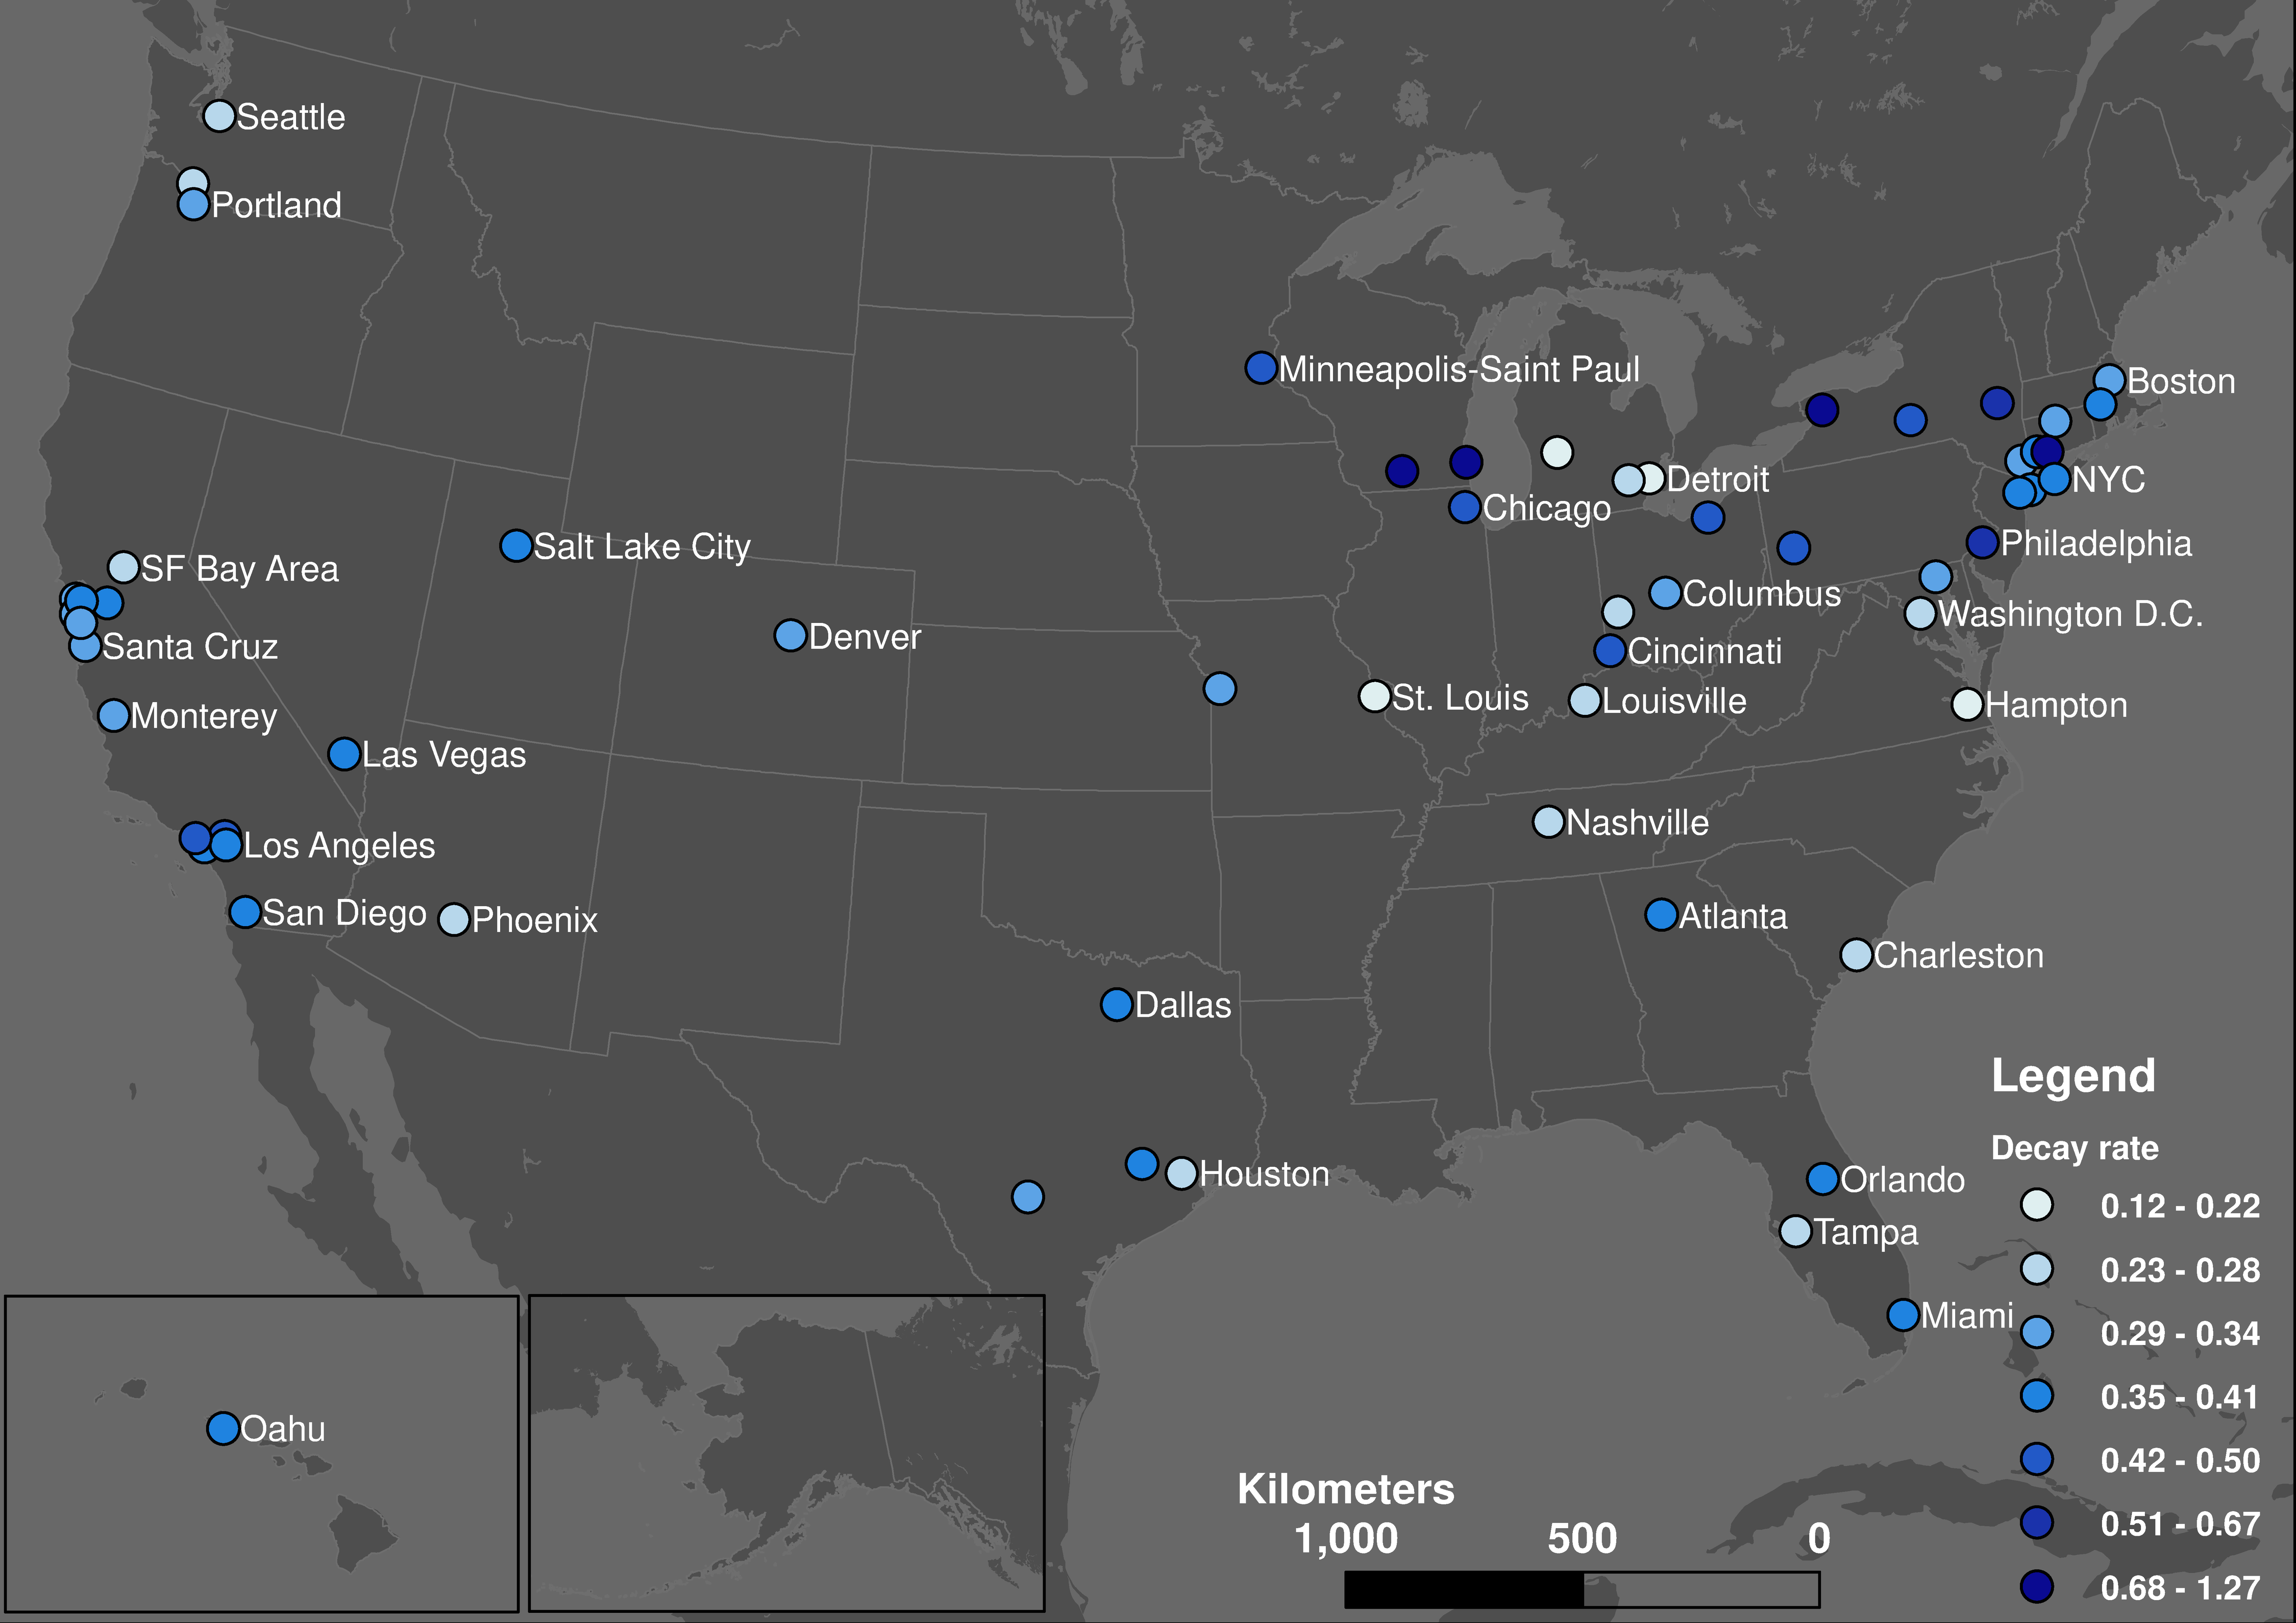 Seattle
Portland
Minneapolis-Saint Paul
Boston
Detroit
NYC
Chicago
Salt Lake City
Philadelphia
SF Bay Area
Columbus
Washington D.C.
Denver
Santa Cruz
Cincinnati
St. Louis
Louisville
Hampton
Monterey
Las Vegas
Nashville
Los Angeles
San Diego
Phoenix
Atlanta
Charleston
Dallas
Houston
Orlando
Tampa
Miami
Oahu
Legend
Decay rate
0.12 - 0.22
0.23 - 0.28
0.29 - 0.34
0.35 - 0.41
0.42 - 0.50
0.51 - 0.67
0.68 - 1.27
Kilometers
1,000 500 0